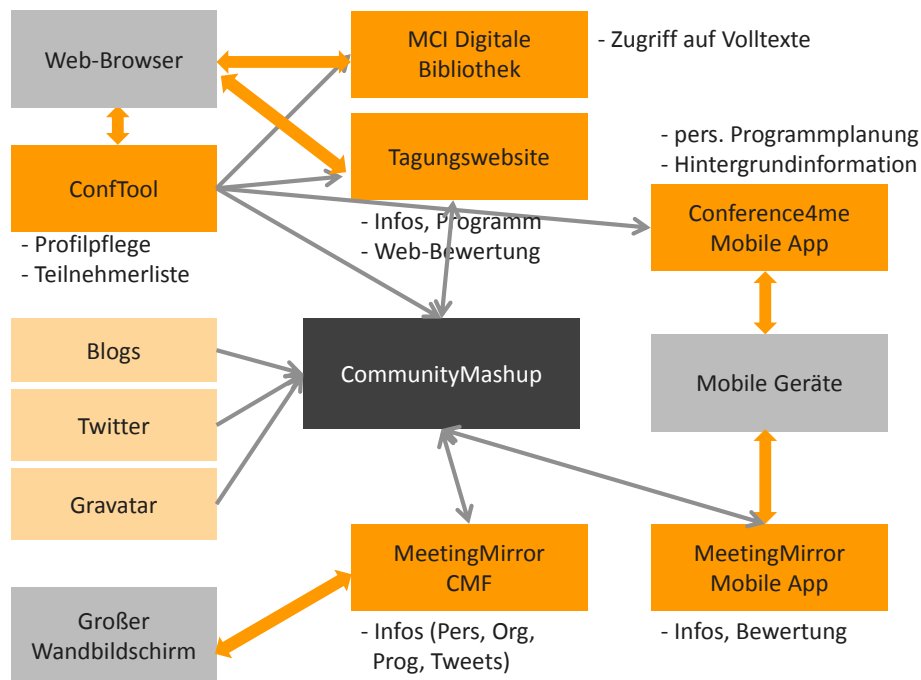 Web-Browser
MCI Digitale
Bibliothek
- Zugriff auf Volltexte
ConfTool
- Profilpflege
- Teilnehmerliste
Tagungswebsite
- Infos, Programm
- Web-Bewertung
- pers. Programmplanung
- Hintergrundinformation
Conference4me
Mobile App
Blogs
Twitter
Gravatar
CommunityMashup
Mobile Geräte
MeetingMirror
CMF
- Infos (Pers, Org,
Prog, Tweets)
MeetingMirror
Mobile App
- Infos, Bewertung
Großer
Wandbildschirm